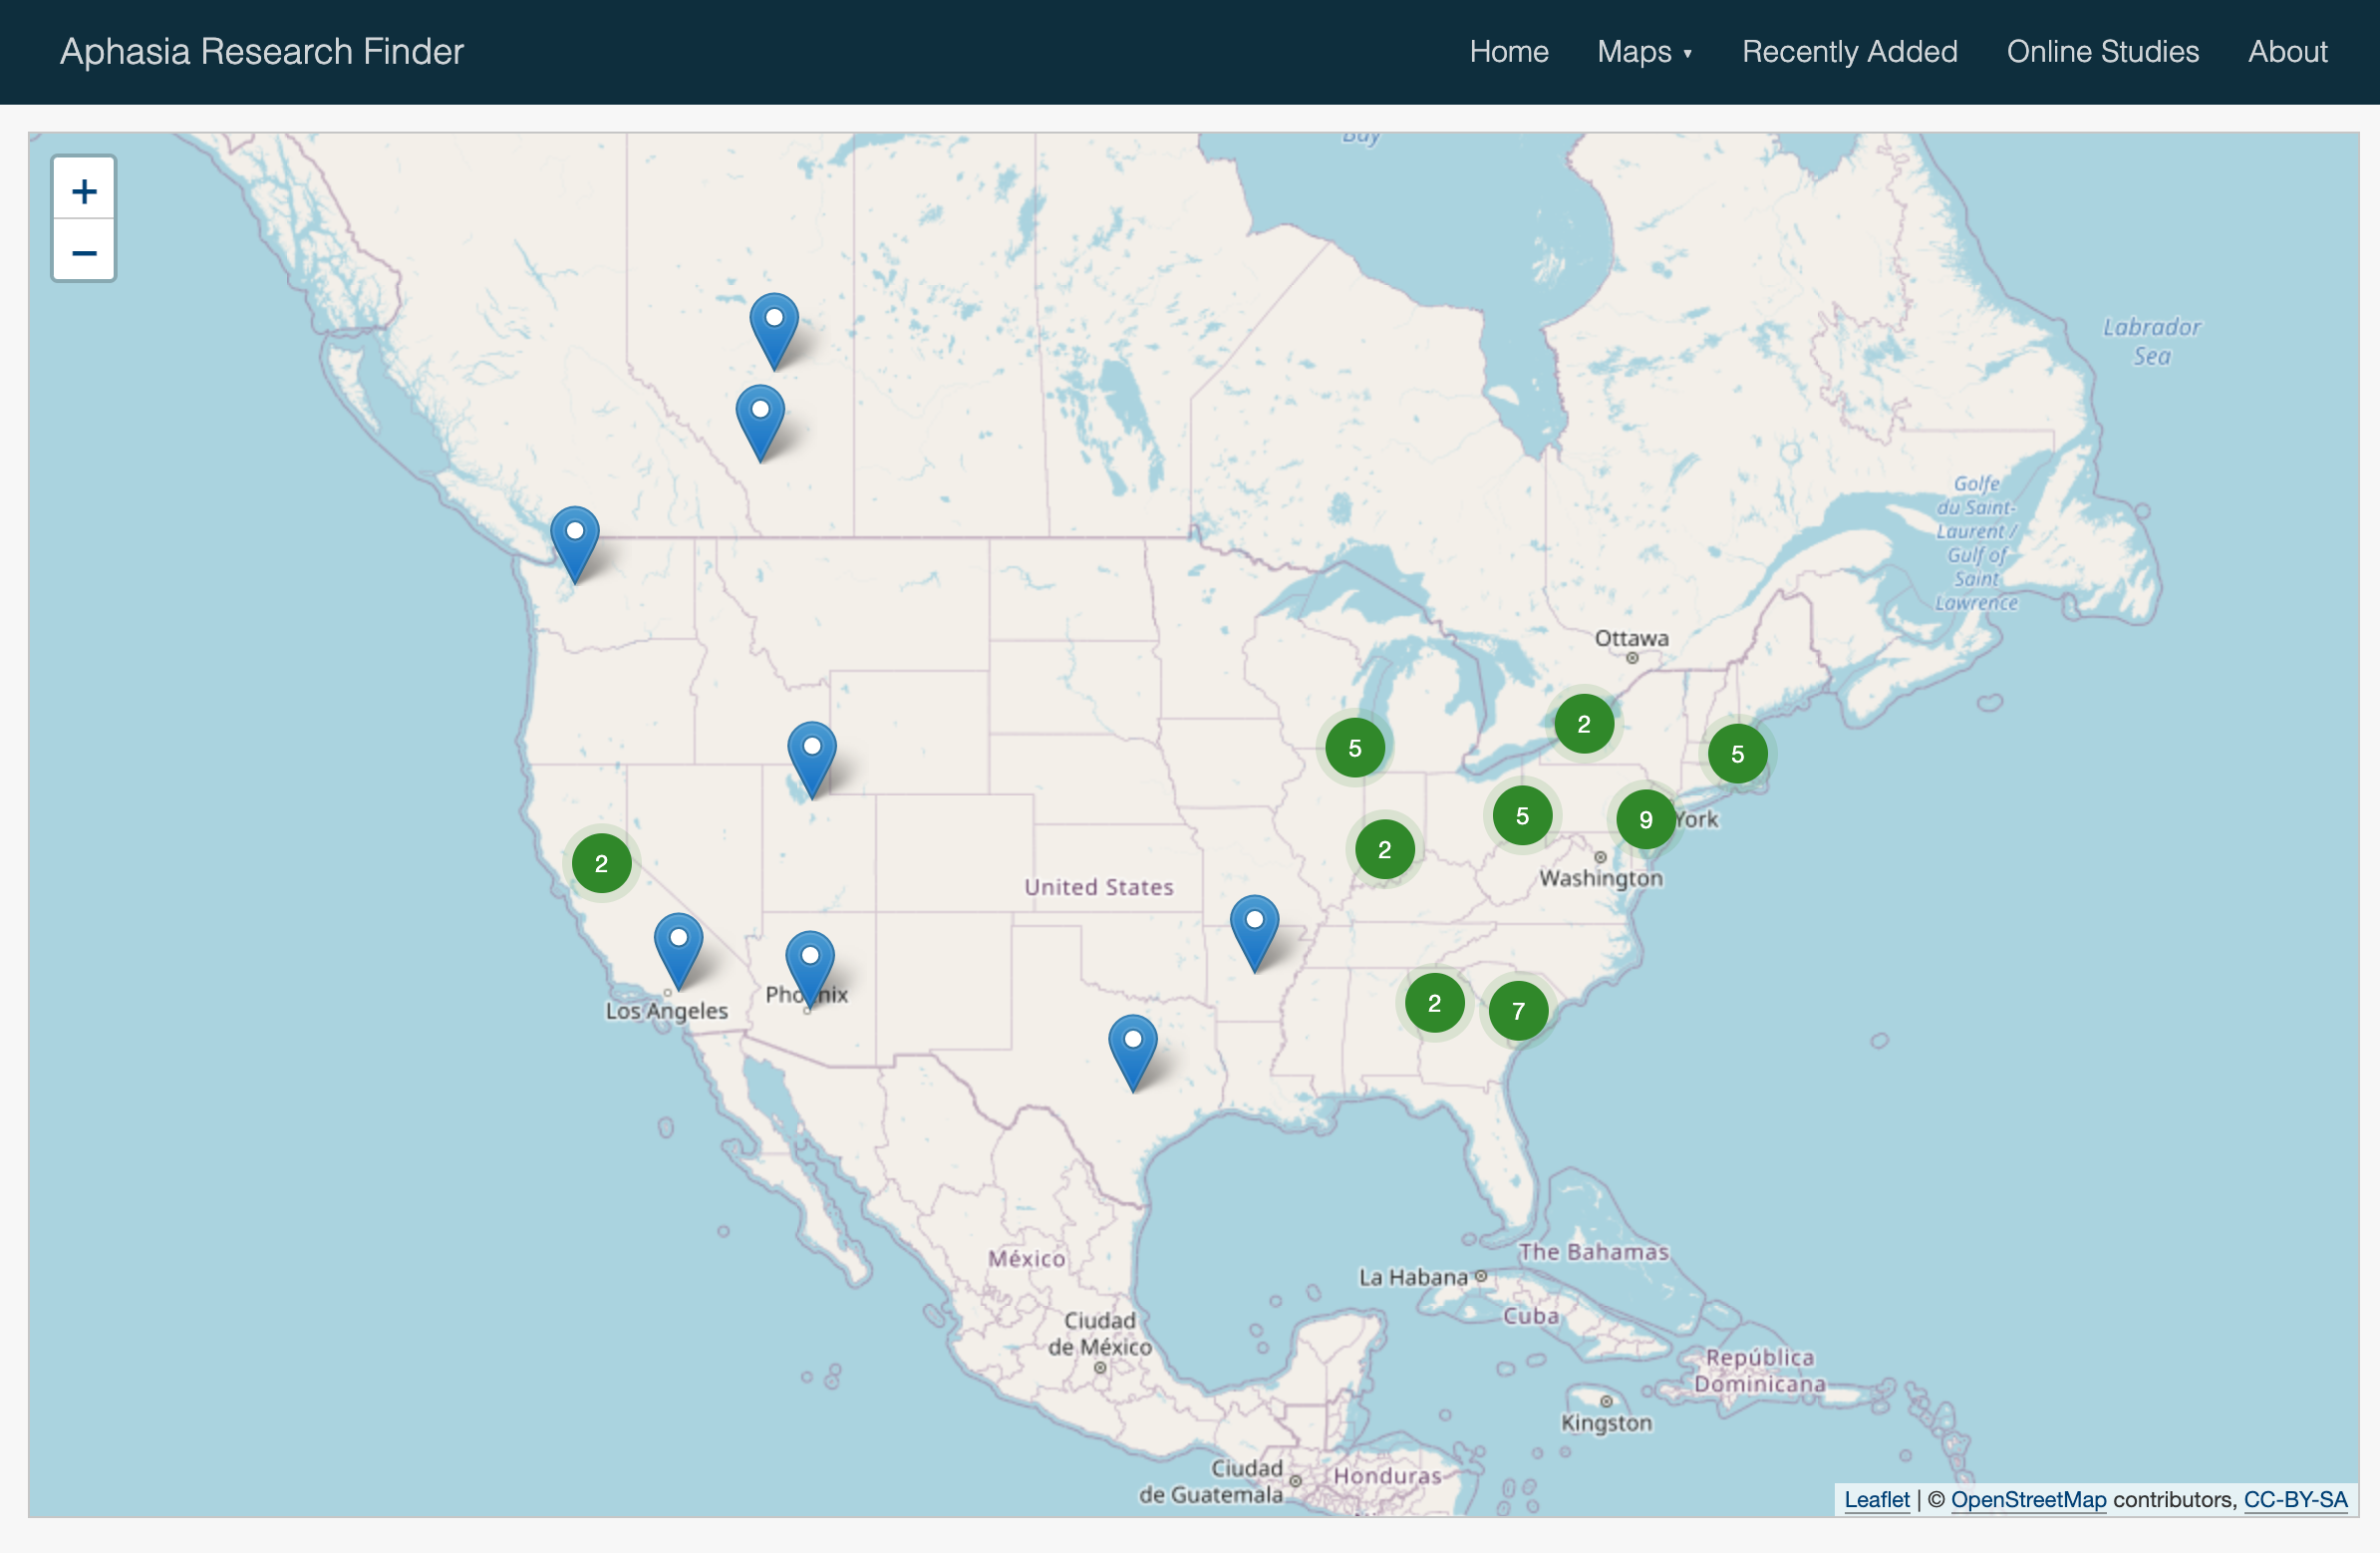 Aphasia Research Finder
Home Maps ▾ Recently Added Online Studies About
+
−
Bay
Labrador
Sea
Golfe
du Saint-
Laurent /
Gulf of
Saint
Lawrence
Ottawa
2
5
5
5
9
York
2
2
Washington
United States
Los Angeles
Phoenix
2
7
México
The Bahamas
La Habana
Cuba
Ciudad
de México
República
Dominicana
Kingston
Ciudad
de Guatemala
Honduras
Leaflet | © OpenStreetMap contributors, CC-BY-SA